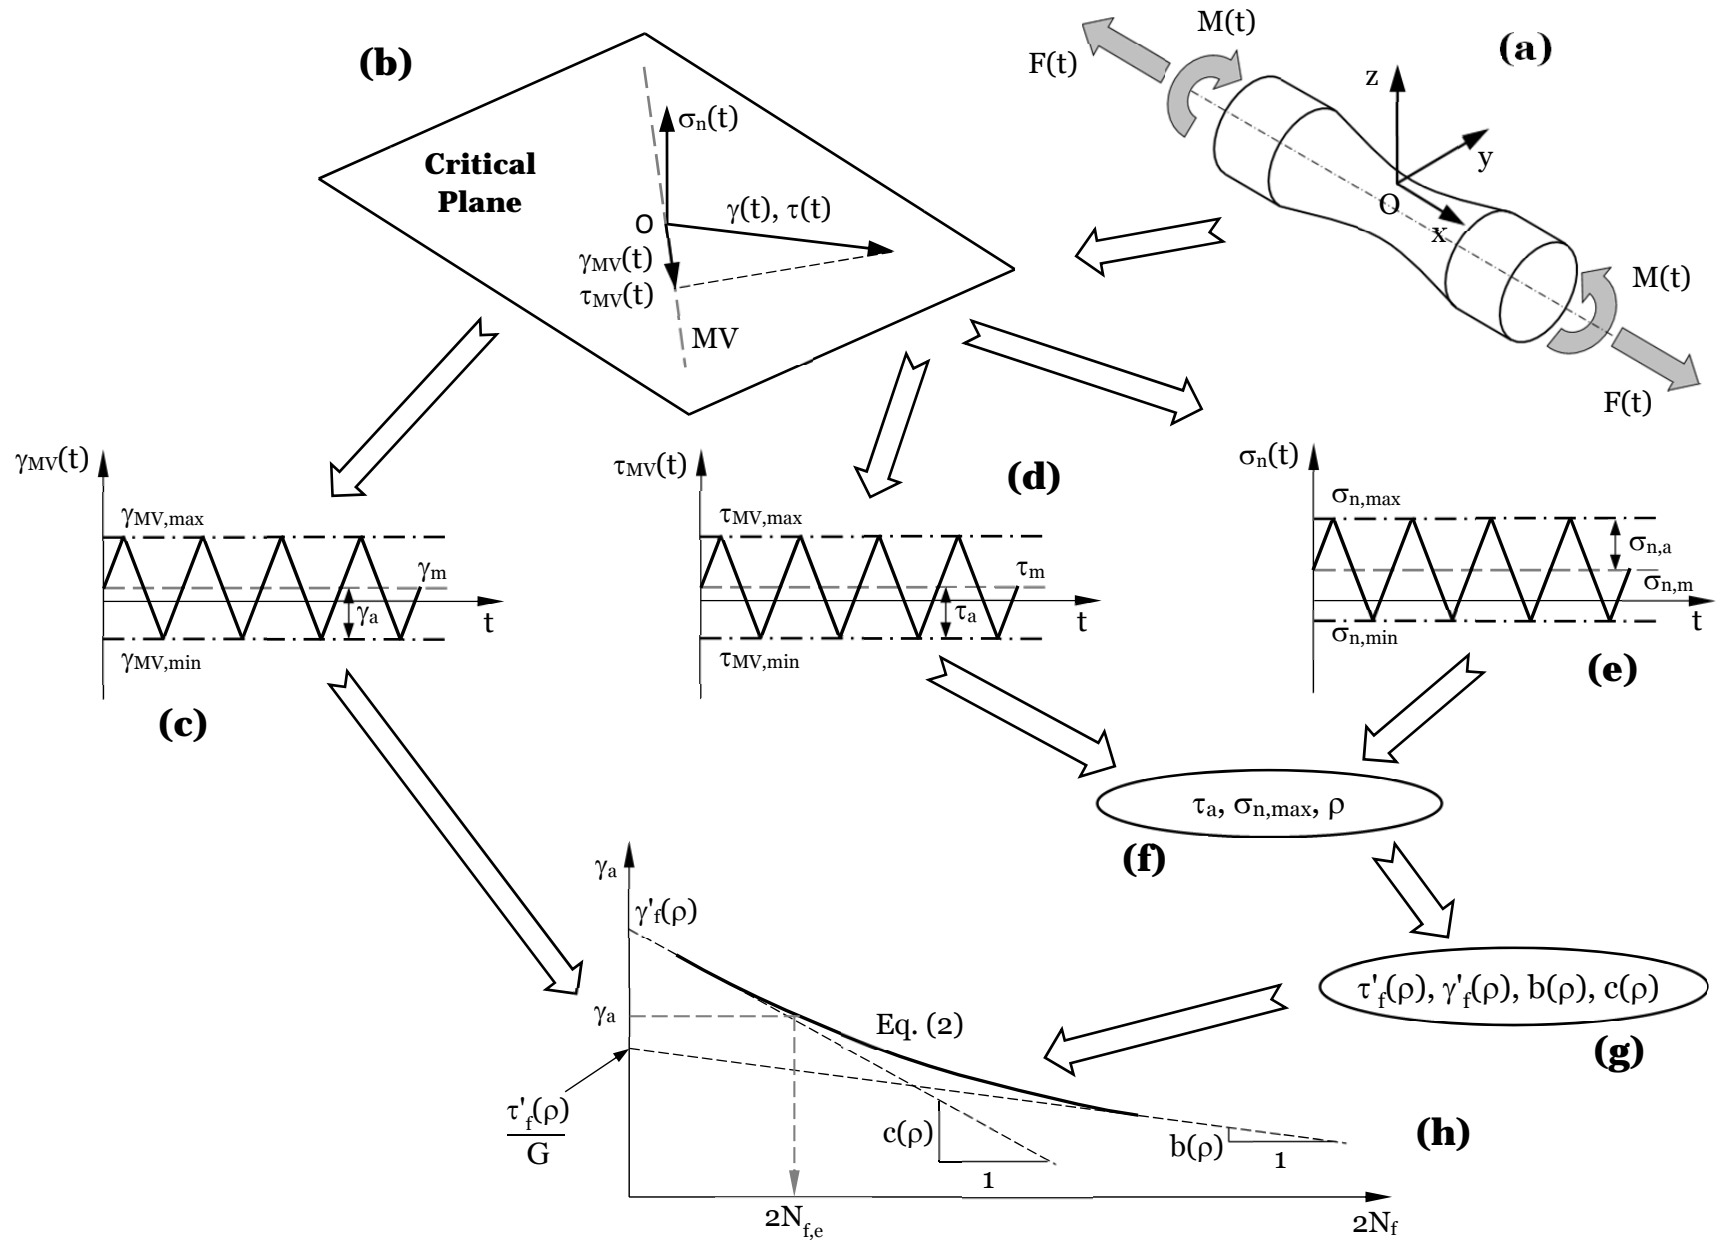 (b)
σn(t)
Critical
Plane
O
γ(t), τ(t)
γMV(t)
τMV(t)
MV
(a)
M(t)
F(t)
z
y
O
x
M(t)
F(t)
γMV(t)
γMV,max
γm
γa
t
γMV,min
(c)
(d)
τMV(t)
τMV,max
τm
τa
t
τMV,min
σn(t)
σn,max
σn,a
σn,m
t
σn,min
(e)
τa, σn,max, ρ
(f)
τ'f(ρ), γ'f(ρ), b(ρ), c(ρ)
(g)
γa
γ'f(ρ)
γa
Eq. (2)
τ'f(ρ)
G
c(ρ)
1
b(ρ)
1
(h)
2Nf,e
2Nf